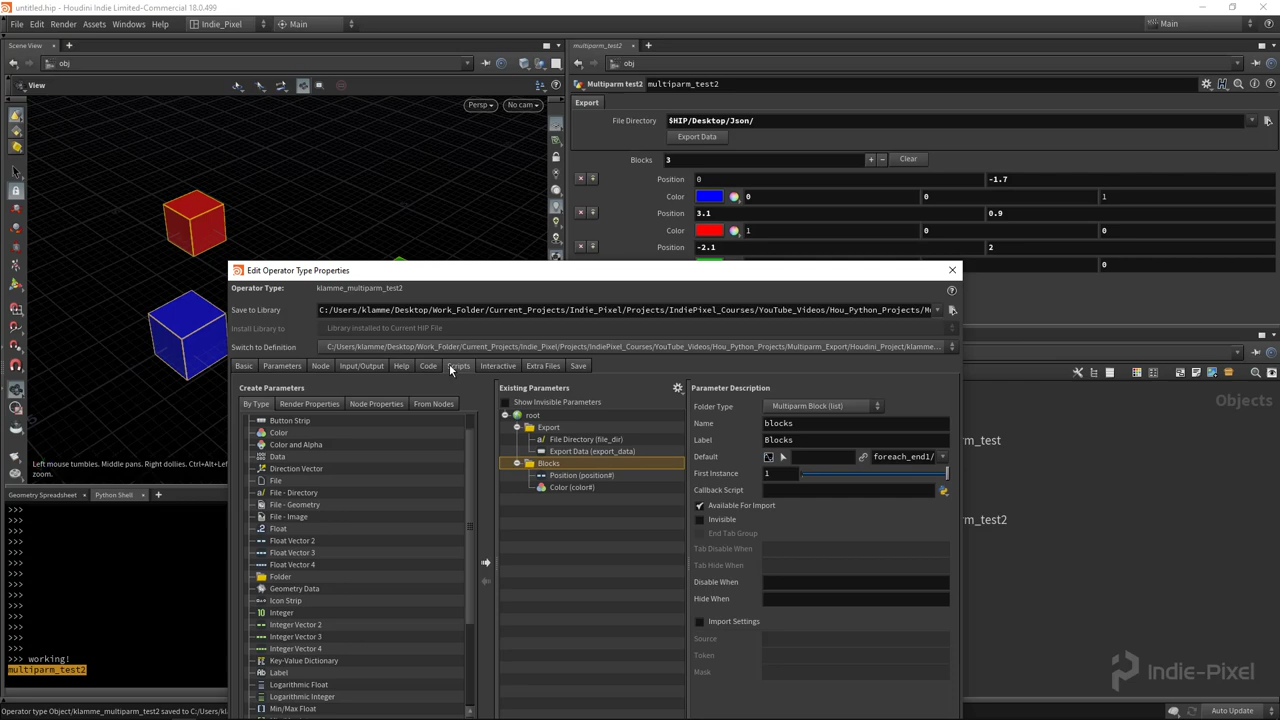 untitled.hip - Houdini Indie Limited-Commercial 18.0.499
File Edit Render Assets Windows Help Indie_Pixel Main Main
Scene View multiparm_test2
obj obj
View Multiparm test2 multiparm_test2
Persp No cam Export
File Directory $HIP/Desktop/Json/
Export Data
Blocks 3 + − Clear
Position 0 -1.7
Color 0 0 1
Position 3.1 0.9
Color 1 0 0
Position -2.1 2
0
Edit Operator Type Properties
Operator Type: klamme_multiparm_test2
Save to Library C:/Users/klamme/Desktop/Work_Folder/Current_Projects/Indie_Pixel/Projects/IndiePixel_Courses/YouTube_Videos/Hou_Python_Projects/M
Install Library to Library installed to Current HIP File
Switch to Definition C:/Users/klamme/Desktop/Work_Folder/Current_Projects/Indie_Pixel/Projects/IndiePixel_Courses/YouTube_Videos/Hou_Python_Projects/Multiparm_Export/Houdini_Project/klamme...
Basic Parameters Node Input/Output Help Code Scripts Interactive Extra Files Save
Create Parameters Existing Parameters Parameter Description
By Type Render Properties Node Properties From Nodes
Show Invisible Parameters
Button Strip
Color
Color and Alpha
Data
Direction Vector
File
File - Directory
File - Geometry
File - Image
Float
Float Vector 2
Float Vector 3
Float Vector 4
Folder
Geometry Data
Icon Strip
Integer
Integer Vector 2
Integer Vector 3
Integer Vector 4
Key-Value Dictionary
Label
Logarithmic Float
Logarithmic Integer
Min/Max Float
root
Export
File Directory (file_dir)
Export Data (export_data)
Blocks
Position (position#)
Color (color#)
Folder Type Multiparm Block (list)
Name blocks
Label Blocks
Default foreach_end1/
First Instance 1
Callback Script
Available For Import
Invisible
End Tab Group
Tab Disable When
Tab Hide When
Disable When
Hide When
Import Settings
Source
Token
Mask
Left mouse tumbles. Middle pans. Right dollies. Ctrl+Alt+Lef
zoom.
Geometry Spreadsheet Python Shell
>>>
>>>
>>>
>>>
>>>
>>>
>>>
>>>
>>>
>>>
>>>
>>>
>>> working!
multiparm_test2
Objects
m_test
m_test2
Indie-Pixel
Operator Type Object/klamme_multiparm_test2 saved to C:/Users/kl
Auto Update